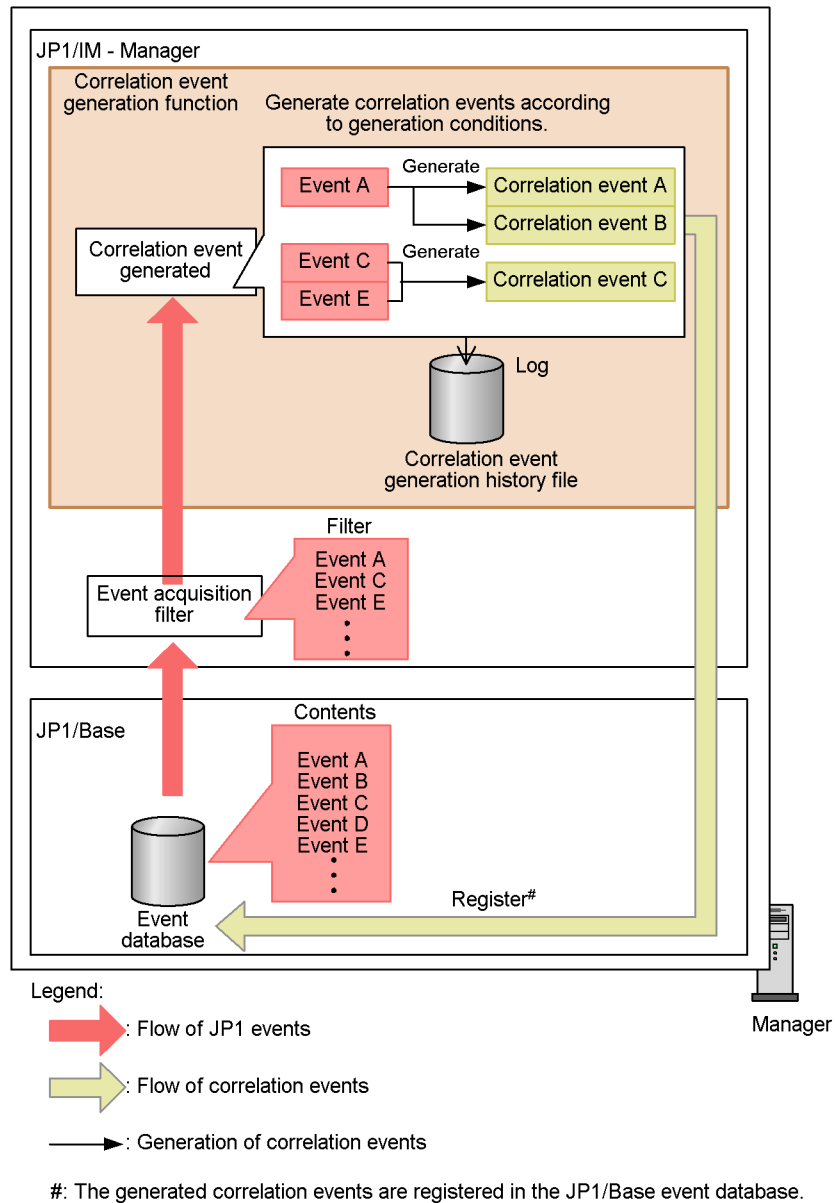 JP1/IM - Manager
Correlation event
generation function
Generate correlation events according
to generation conditions.
Event A
Generate
Correlation event A
Correlation event B
Correlation event
generated
Event C
Event E
Generate
Correlation event C
Log
Correlation event
generation history file
Filter
Event A
Event C
Event E
Event acquisition
filter
JP1/Base
Contents
Event A
Event B
Event C
Event D
Event E
Register#
Event
database
Manager
Legend:
: Flow of JP1 events
: Flow of correlation events
: Generation of correlation events
#: The generated correlation events are registered in the JP1/Base event database.